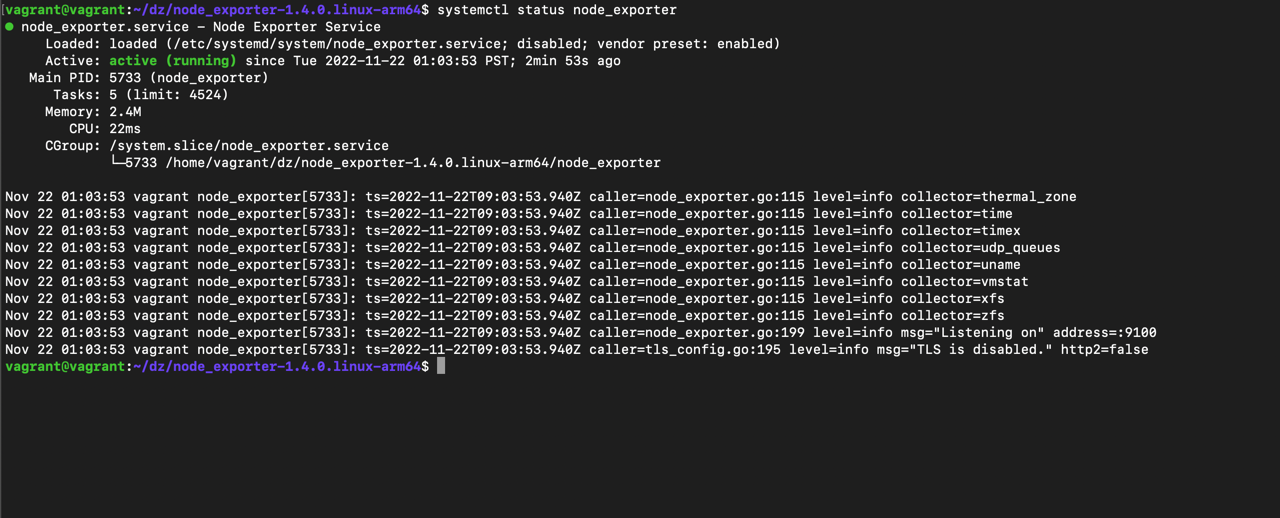 [vagrant@vagrant:~/dz/node_exporter-1.4.0.linux-arm64$ systemctl status node_exporter
● node_exporter.service – Node Exporter Service
     Loaded: loaded (/etc/systemd/system/node_exporter.service; disabled; vendor preset: enabled)
     Active: active (running) since Tue 2022-11-22 01:03:53 PST; 2min 53s ago
   Main PID: 5733 (node_exporter)
      Tasks: 5 (limit: 4524)
     Memory: 2.4M
        CPU: 22ms
     CGroup: /system.slice/node_exporter.service
             └─5733 /home/vagrant/dz/node_exporter-1.4.0.linux-arm64/node_exporter

Nov 22 01:03:53 vagrant node_exporter[5733]: ts=2022-11-22T09:03:53.940Z caller=node_exporter.go:115 level=info collector=thermal_zone
Nov 22 01:03:53 vagrant node_exporter[5733]: ts=2022-11-22T09:03:53.940Z caller=node_exporter.go:115 level=info collector=time
Nov 22 01:03:53 vagrant node_exporter[5733]: ts=2022-11-22T09:03:53.940Z caller=node_exporter.go:115 level=info collector=timex
Nov 22 01:03:53 vagrant node_exporter[5733]: ts=2022-11-22T09:03:53.940Z caller=node_exporter.go:115 level=info collector=udp_queues
Nov 22 01:03:53 vagrant node_exporter[5733]: ts=2022-11-22T09:03:53.940Z caller=node_exporter.go:115 level=info collector=uname
Nov 22 01:03:53 vagrant node_exporter[5733]: ts=2022-11-22T09:03:53.940Z caller=node_exporter.go:115 level=info collector=vmstat
Nov 22 01:03:53 vagrant node_exporter[5733]: ts=2022-11-22T09:03:53.940Z caller=node_exporter.go:115 level=info collector=xfs
Nov 22 01:03:53 vagrant node_exporter[5733]: ts=2022-11-22T09:03:53.940Z caller=node_exporter.go:115 level=info collector=zfs
Nov 22 01:03:53 vagrant node_exporter[5733]: ts=2022-11-22T09:03:53.940Z caller=node_exporter.go:199 level=info msg="Listening on" address=:9100
Nov 22 01:03:53 vagrant node_exporter[5733]: ts=2022-11-22T09:03:53.940Z caller=tls_config.go:195 level=info msg="TLS is disabled." http2=false
vagrant@vagrant:~/dz/node_exporter-1.4.0.linux-arm64$